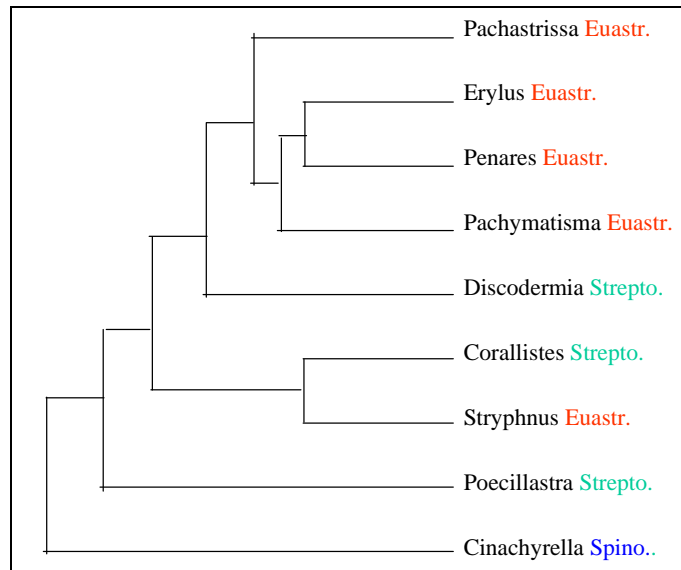 Pachastrissa Euastr.
Erylus Euastr.
Penares Euastr.
Pachymatisma Euastr.
Discodermia Strepto.
Corallistes Strepto.
Stryphnus Euastr.
Poecillastra Strepto.
Cinachyrella Spino..